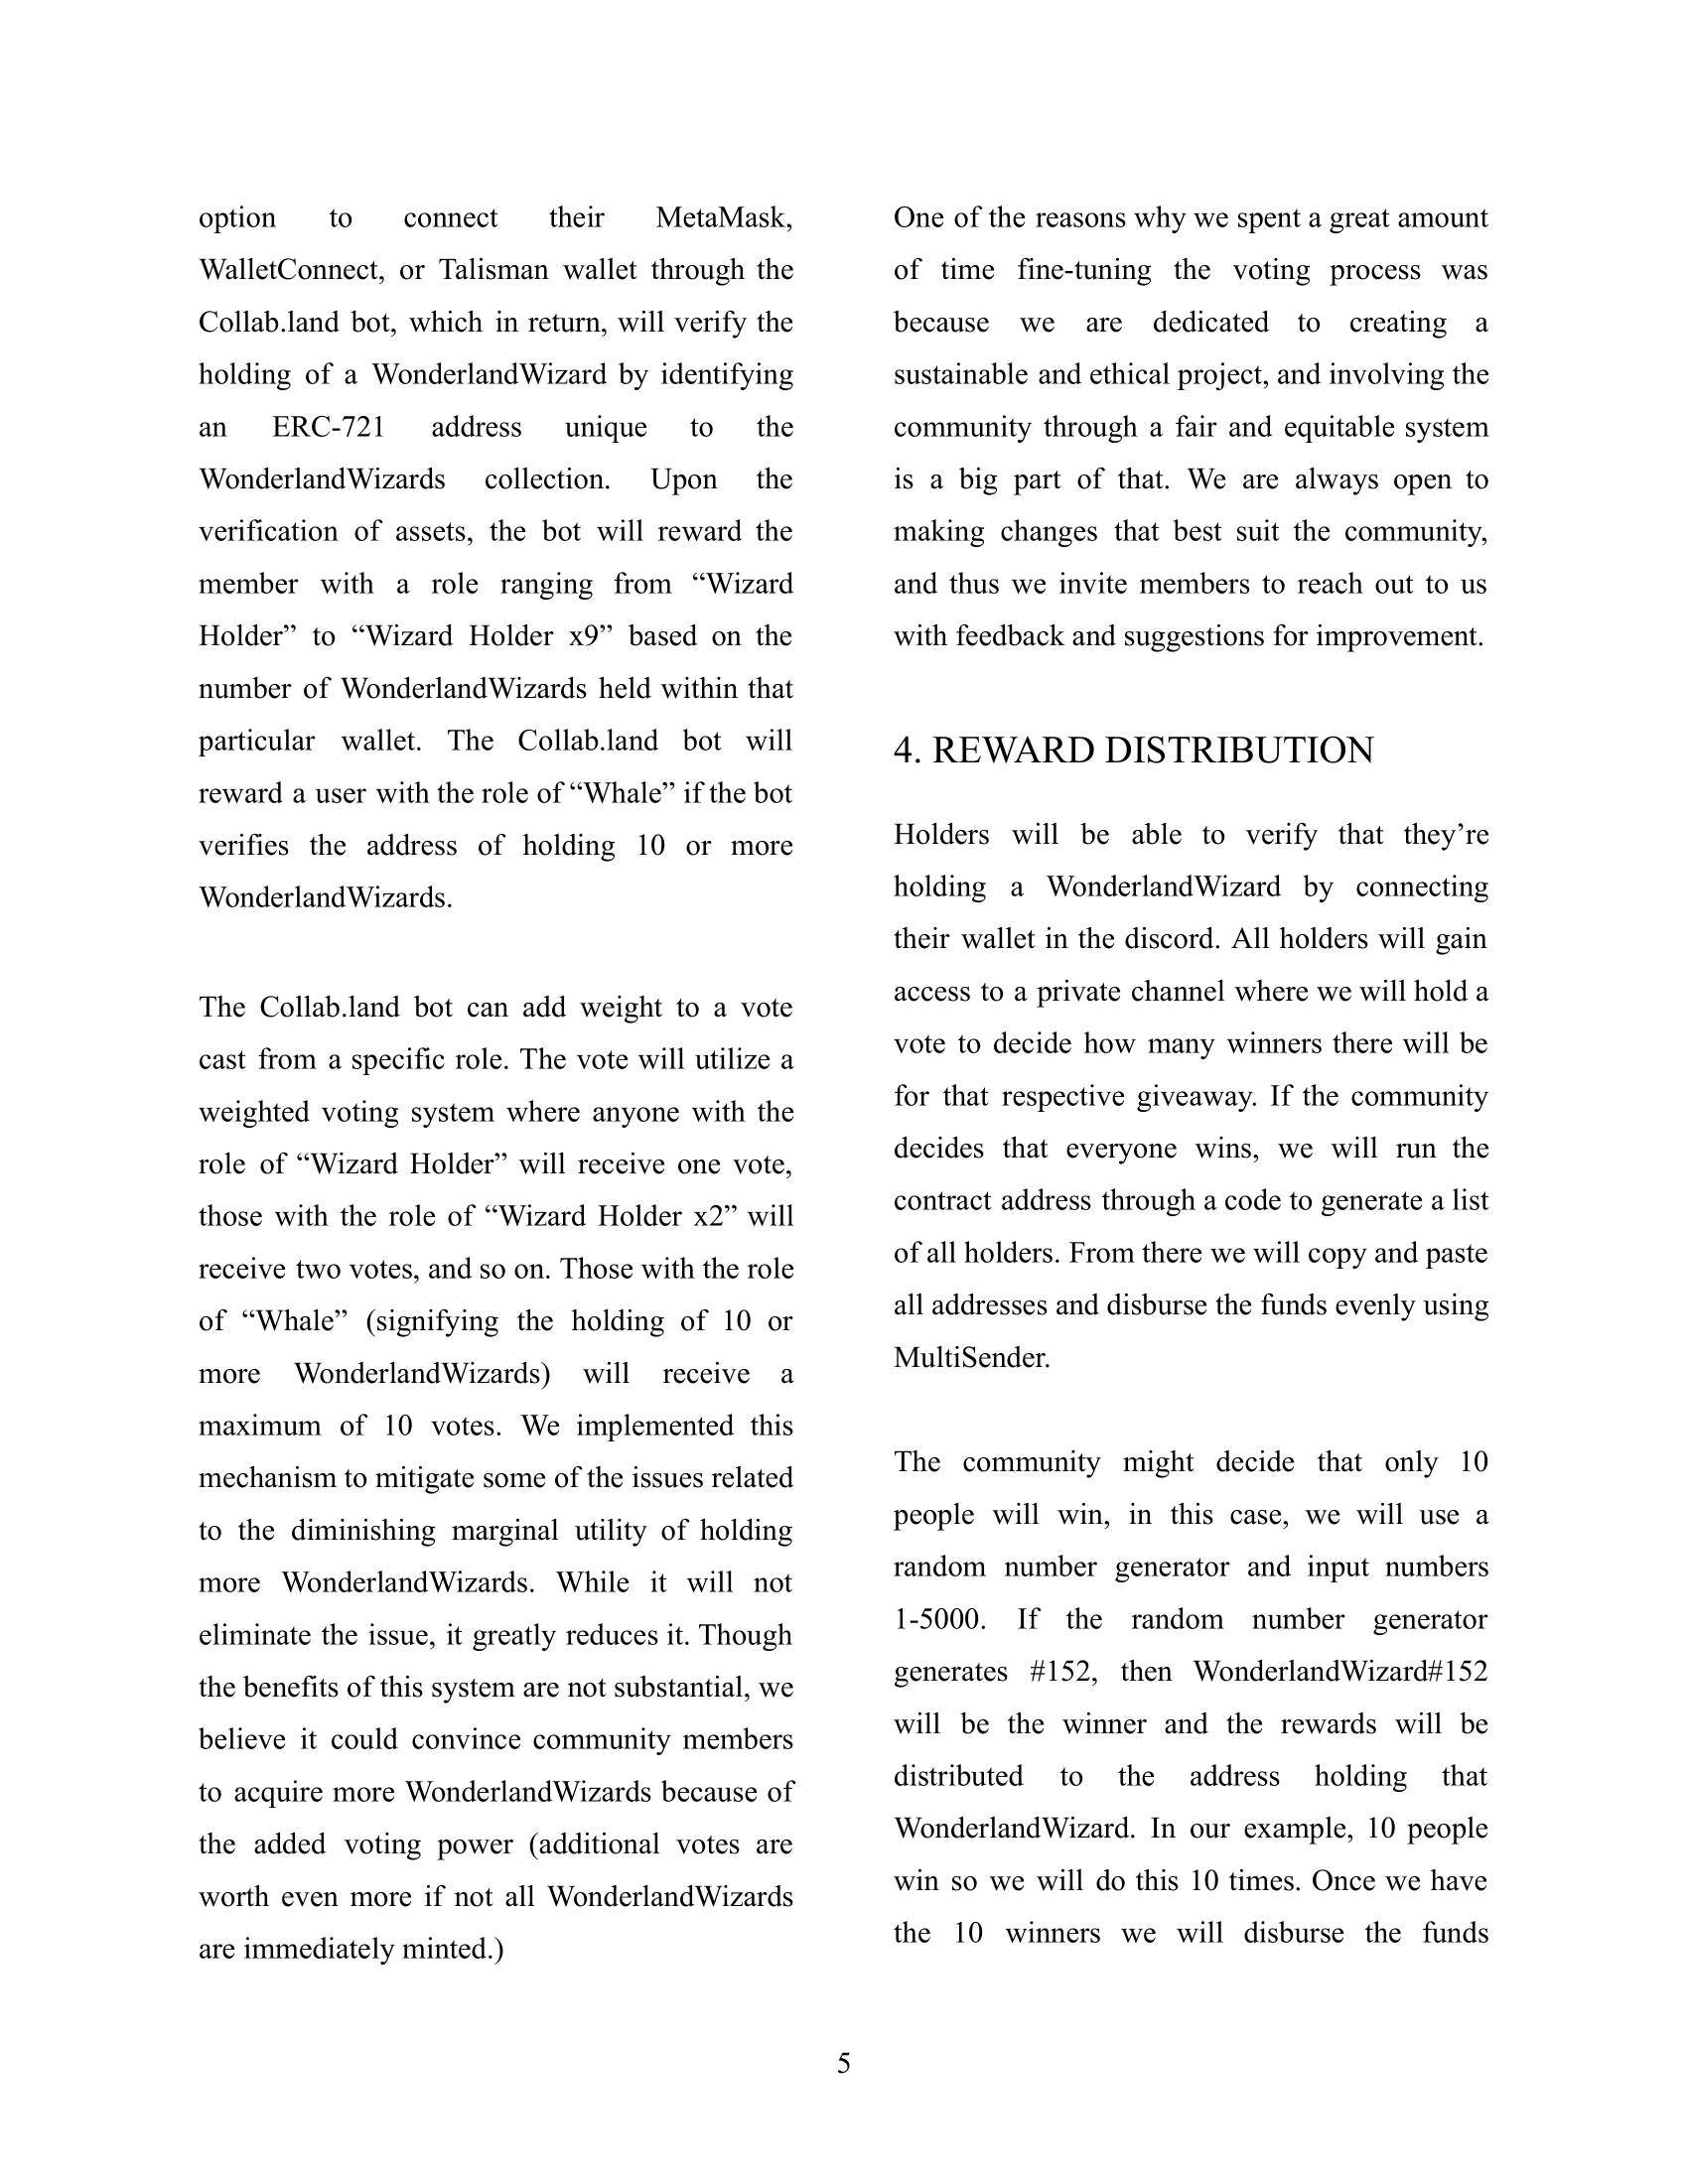 option to connect their MetaMask,
WalletConnect, or Talisman wallet through the
Collab.land bot, which in return, will verify the
holding of a WonderlandWizard by identifying
an ERC-721 address unique to the
WonderlandWizards collection. Upon the
verification of assets, the bot will reward the
member with a role ranging from “Wizard
Holder” to “Wizard Holder x9” based on the
number of WonderlandWizards held within that
particular wallet. The Collab.land bot will
reward a user with the role of “Whale” if the bot
verifies the address of holding 10 or more
WonderlandWizards.
The Collab.land bot can add weight to a vote
cast from a specific role. The vote will utilize a
weighted voting system where anyone with the
role of “Wizard Holder” will receive one vote,
those with the role of “Wizard Holder x2” will
receive two votes, and so on. Those with the role
of “Whale” (signifying the holding of 10 or
more WonderlandWizards) will receive a
maximum of 10 votes. We implemented this
mechanism to mitigate some of the issues related
to the diminishing marginal utility of holding
more WonderlandWizards. While it will not
eliminate the issue, it greatly reduces it. Though
the benefits of this system are not substantial, we
believe it could convince community members
to acquire more WonderlandWizards because of
the added voting power (additional votes are
worth even more if not all WonderlandWizards
are immediately minted.)
One of the reasons why we spent a great amount
of time fine-tuning the voting process was
because we are dedicated to creating a
sustainable and ethical project, and involving the
community through a fair and equitable system
is a big part of that. We are always open to
making changes that best suit the community,
and thus we invite members to reach out to us
with feedback and suggestions for improvement.
4. REWARD DISTRIBUTION
Holders will be able to verify that they’re
holding a WonderlandWizard by connecting
their wallet in the discord. All holders will gain
access to a private channel where we will hold a
vote to decide how many winners there will be
for that respective giveaway. If the community
decides that everyone wins, we will run the
contract address through a code to generate a list
of all holders. From there we will copy and paste
all addresses and disburse the funds evenly using
MultiSender.
The community might decide that only 10
people will win, in this case, we will use a
random number generator and input numbers
1-5000. If the random number generator
generates #152, then WonderlandWizard#152
will be the winner and the rewards will be
distributed to the address holding that
WonderlandWizard. In our example, 10 people
win so we will do this 10 times. Once we have
the 10 winners we will disburse the funds
5